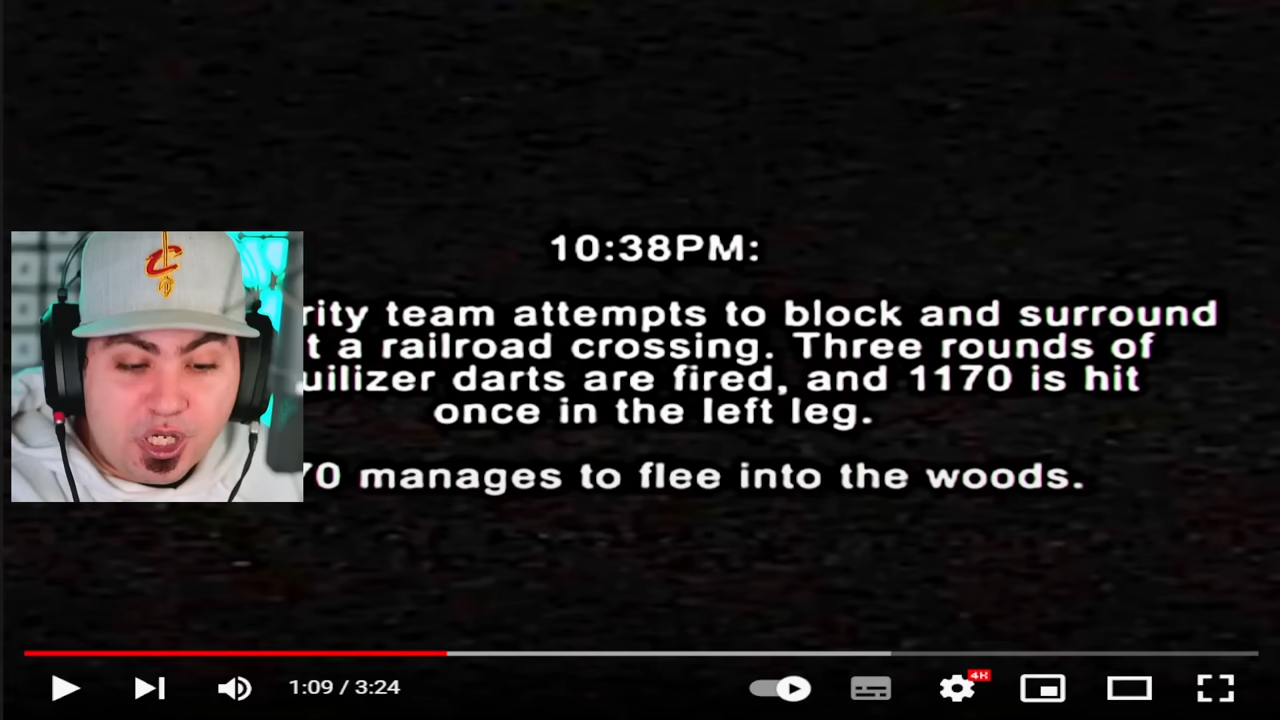 10:38PM:
rity team attempts to block and surround
t a railroad crossing. Three rounds of
uilizer darts are fired, and 1170 is hit
once in the left leg.
70 manages to flee into the woods.
1:09 / 3:24
4K
C